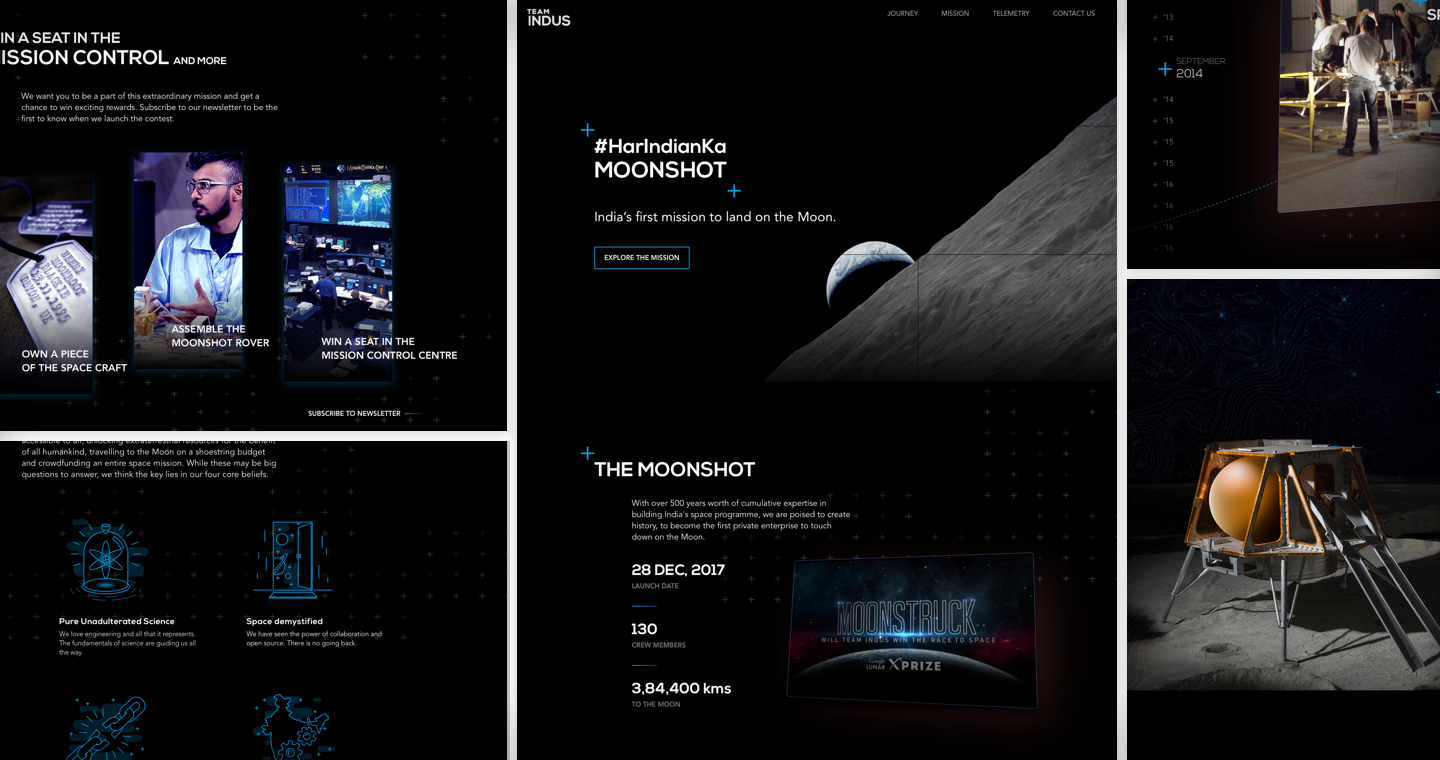 IN A SEAT IN THE
ISSION CONTROL AND MORE
We want you to be a part of this extraordinary mission and get a
chance to win exciting rewards. Subscribe to our newsletter to be the
first to know when we launch the contest.
OWN A PIECE
OF THE SPACE CRAFT
ASSEMBLE THE
MOONSHOT ROVER
WIN A SEAT IN THE
MISSION CONTROL CENTRE
SUBSCRIBE TO NEWSLETTER
accessible to all, unlocking extraterrestrial resources for the benefit
of all humankind, travelling to the Moon on a shoestring budget
and crowdfunding an entire space mission. While these may be big
questions to answer, we think the key lies in our four core beliefs.
Pure Unadulterated Science
We love engineering and all that it represents.
The fundamentals of science are guiding us all
the way.
Space demystified
We have seen the power of collaboration and
open source. There is no going back.
TEAM
INDUS
JOURNEY
MISSION
TELEMETRY
CONTACT US
#HarIndianKa
MOONSHOT
India's first mission to land on the Moon.
EXPLORE THE MISSION
THE MOONSHOT
With over 500 years worth of cumulative expertise in
building India's space programme, we are poised to create
history, to become the first private enterprise to touch
down on the Moon.
28 DEC, 2017
LAUNCH DATE
130
CREW MEMBERS
3,84,400 kms
TO THE MOON
MOONSTRUCK
WILL TEAM INDUS WIN THE RACE TO SPACE
Google
LUNAR XPRIZE
'13
'14
SEPTEMBER
2014
'14
'15
'15
'15
'16
'16
'16
'16
SP